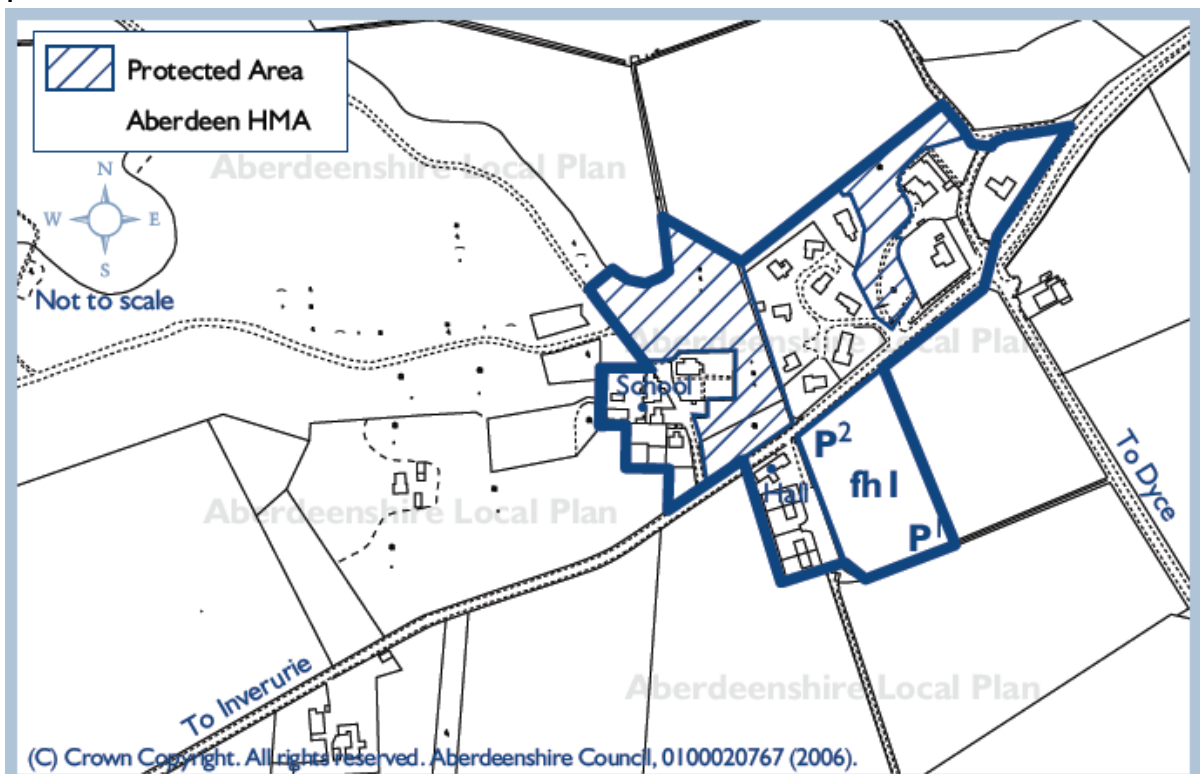 Protected Area
Aberdeen HMA
Aberdeenshire Local Plan
N
W E
S
Not to scale
Aberdeenshire Local Plan
School
P2
Hall
fh1
P1
To Dyce
Aberdeenshire Local Plan
Aberdeenshire Local Plan
To Inverurie
(C) Crown Copyright. All rights reserved. Aberdeenshire Council, 0100020767 (2006).